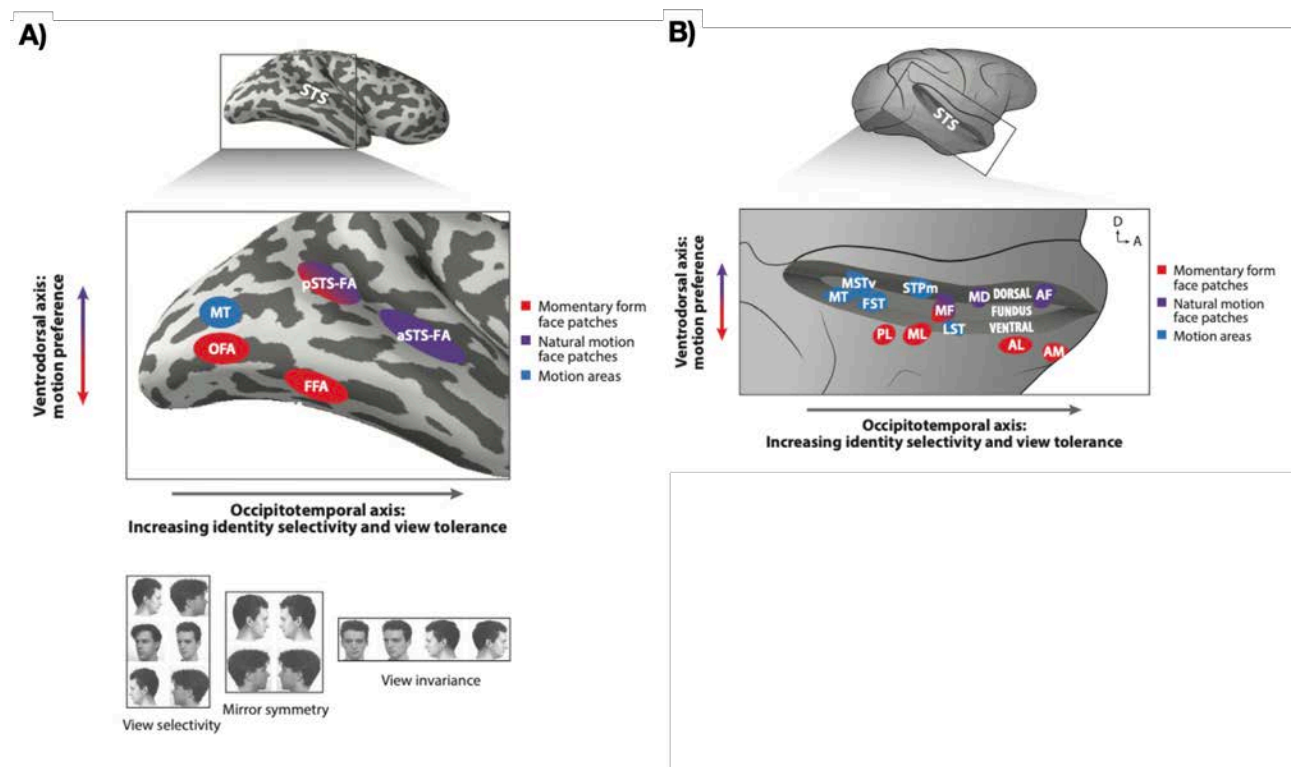 A)
STS
Ventrodorsal axis:
motion preference
pSTS-FA
MT
OFA
aSTS-FA
FFA
Momentary form
face patches
Natural motion
face patches
Motion areas
Occipitotemporal axis:
Increasing identity selectivity and view tolerance
View selectivity
Mirror symmetry
View invariance
B)
STS
Ventrodorsal axis:
motion preference
D
A
MSTv
MT
FST
STPm
MF
MD
DORSAL
AF
FUNDUS
VENTRAL
LST
PL
ML
AL
AM
Momentary form
face patches
Natural motion
face patches
Motion areas
Occipitotemporal axis:
Increasing identity selectivity and view tolerance